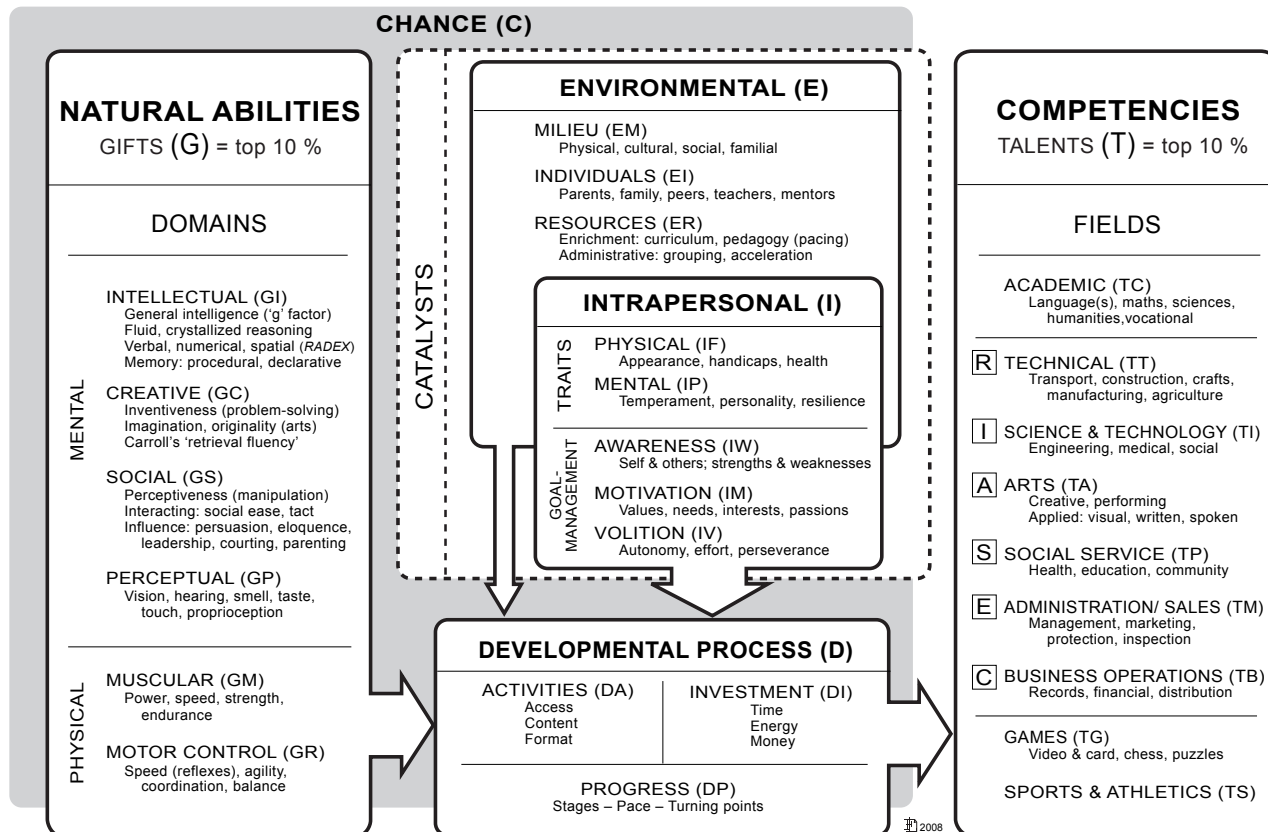 CHANCE (C)
NATURAL ABILITIES
GIFTS (G) = top 10 %
DOMAINS
MENTAL
INTELLECTUAL (GI)
General intelligence (‘g’ factor)
Fluid, crystallized reasoning
Verbal, numerical, spatial (RADEX)
Memory: procedural, declarative
CREATIVE (GC)
Inventiveness (problem-solving)
Imagination, originality (arts)
Carroll’s ‘retrieval fluency’
SOCIAL (GS)
Perceptiveness (manipulation)
Interacting: social ease, tact
Influence: persuasion, eloquence,
leadership, courting, parenting
PERCEPTUAL (GP)
Vision, hearing, smell, taste,
touch, proprioception
PHYSICAL
MUSCULAR (GM)
Power, speed, strength,
endurance
MOTOR CONTROL (GR)
Speed (reflexes), agility,
coordination, balance
CATALYSTS
ENVIRONMENTAL (E)
MILIEU (EM)
Physical, cultural, social, familial
INDIVIDUALS (EI)
Parents, family, peers, teachers, mentors
RESOURCES (ER)
Enrichment: curriculum, pedagogy (pacing)
Administrative: grouping, acceleration
INTRAPERSONAL (I)
TRAITS
PHYSICAL (IF)
Appearance, handicaps, health
MENTAL (IP)
Temperament, personality, resilience
GOAL-
MANAGEMENT
AWARENESS (IW)
Self & others; strengths & weaknesses
MOTIVATION (IM)
Values, needs, interests, passions
VOLITION (IV)
Autonomy, effort, perseverance
DEVELOPMENTAL PROCESS (D)
ACTIVITIES (DA)
Access
Content
Format
INVESTMENT (DI)
Time
Energy
Money
PROGRESS (DP)
Stages – Pace – Turning points
2008
COMPETENCIES
TALENTS (T) = top 10 %
FIELDS
ACADEMIC (TC)
Language(s), maths, sciences,
humanities,vocational
R TECHNICAL (TT)
Transport, construction, crafts,
manufacturing, agriculture
I SCIENCE & TECHNOLOGY (TI)
Engineering, medical, social
A ARTS (TA)
Creative, performing
Applied: visual, written, spoken
S SOCIAL SERVICE (TP)
Health, education, community
E ADMINISTRATION/ SALES (TM)
Management, marketing,
protection, inspection
C BUSINESS OPERATIONS (TB)
Records, financial, distribution
GAMES (TG)
Video & card, chess, puzzles
SPORTS & ATHLETICS (TS)